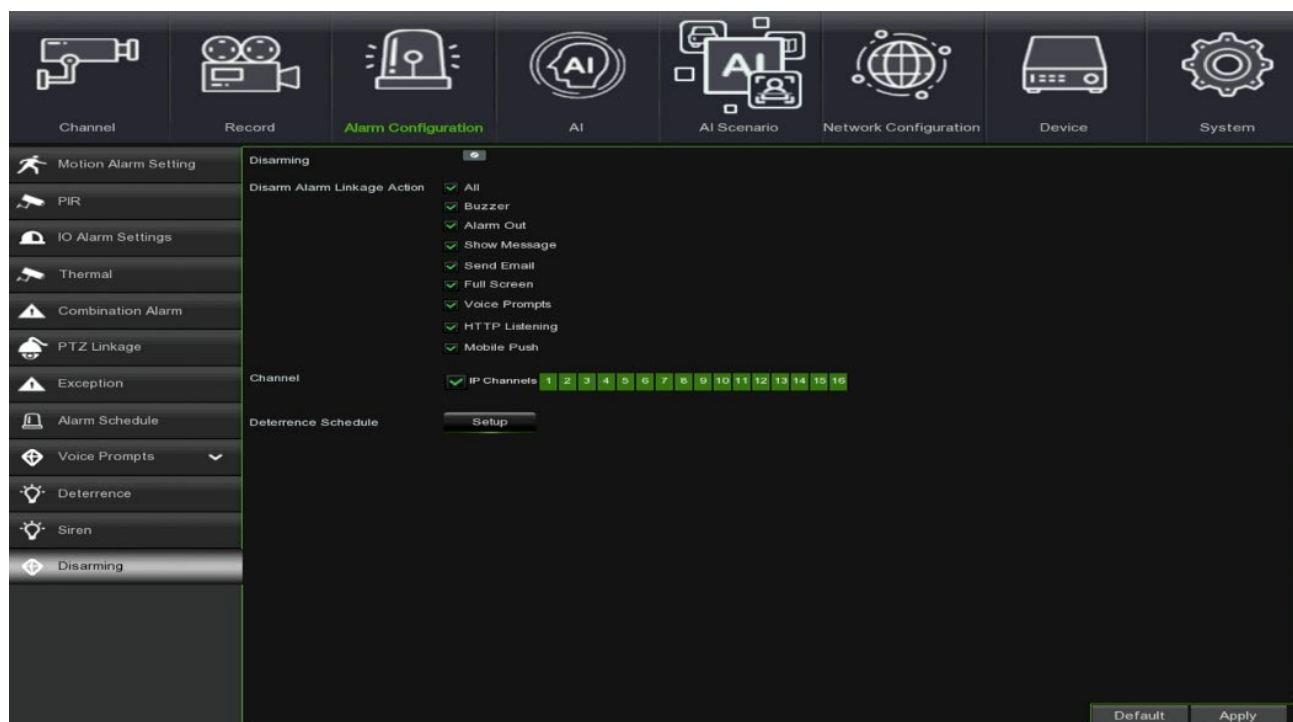 Channel Record Alarm Configuration AI AI Scenario Network Configuration Device System
Motion Alarm Setting
PIR
IO Alarm Settings
Thermal
Combination Alarm
PTZ Linkage
Exception
Alarm Schedule
Voice Prompts
Deterrence
Siren
Disarming
Disarming
Disarm Alarm Linkage Action All
Buzzer
Alarm Out
Show Message
Send Email
Full Screen
Voice Prompts
HTTP Listening
Mobile Push
Channel IP Channels 1 2 3 4 5 6 7 8 9 10 11 12 13 14 15 16
Deterrence Schedule Setup
Default Apply